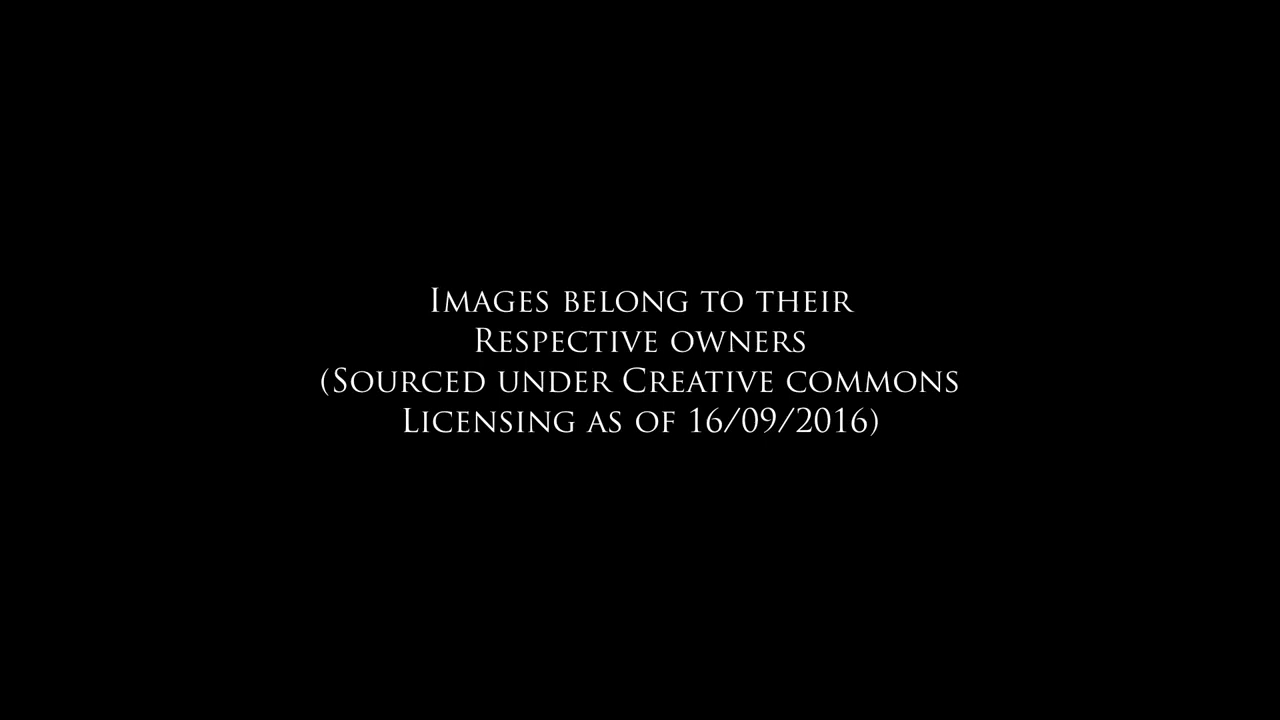 Images belong to their
Respective owners
(Sourced under Creative commons
Licensing as of 16/09/2016)